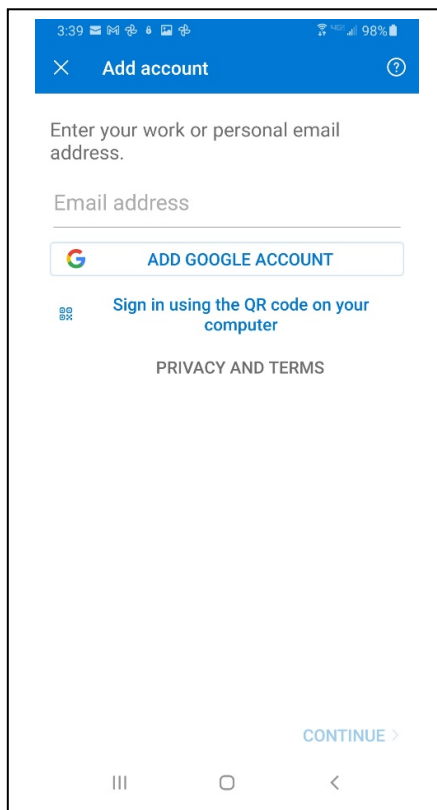 3:39 98%
Add account
Enter your work or personal email
address.
Email address
ADD GOOGLE ACCOUNT
Sign in using the QR code on your
computer
PRIVACY AND TERMS
CONTINUE